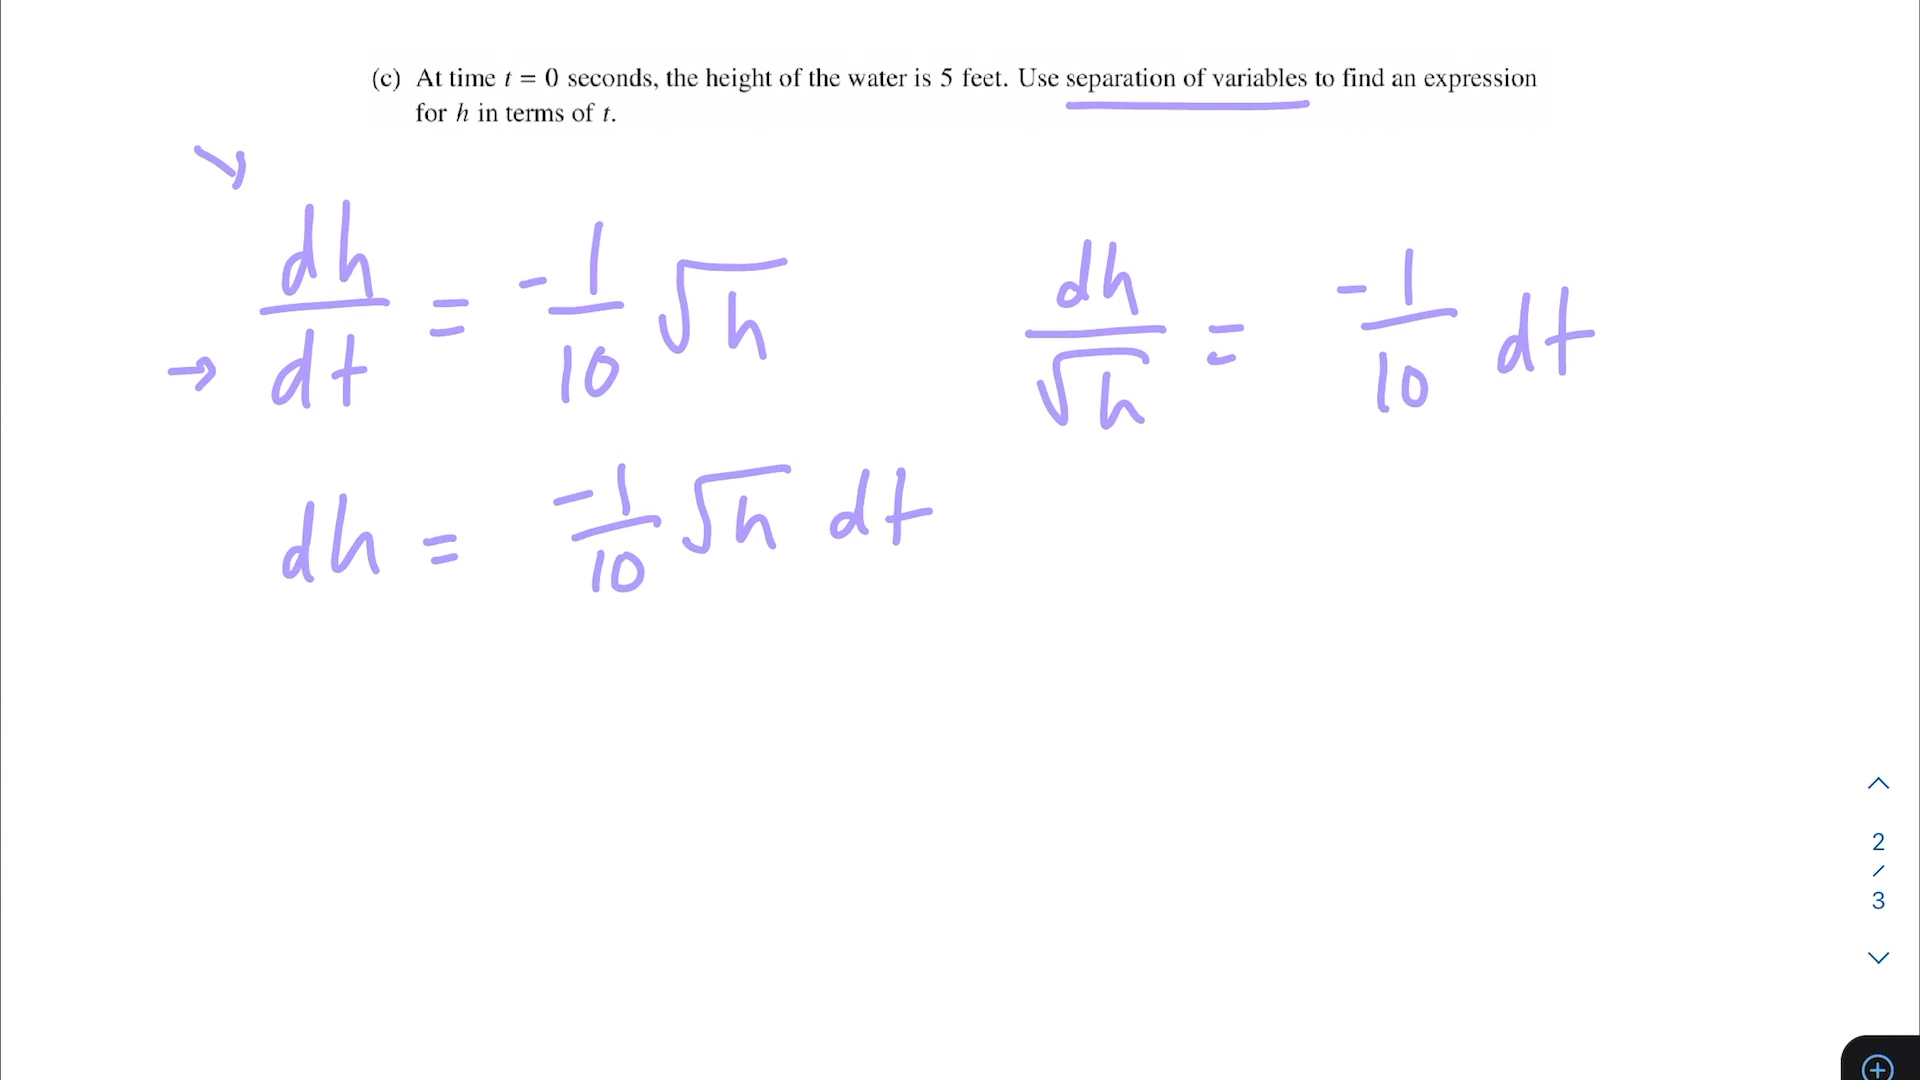 (c) At time t = 0 seconds, the height of the water is 5 feet. Use separation of variables to find an expression
for h in terms of t.
dh/dt = -1/10 √h
dh = -1/10 √h dt
dh/√h = -1/10 dt
2
/
3